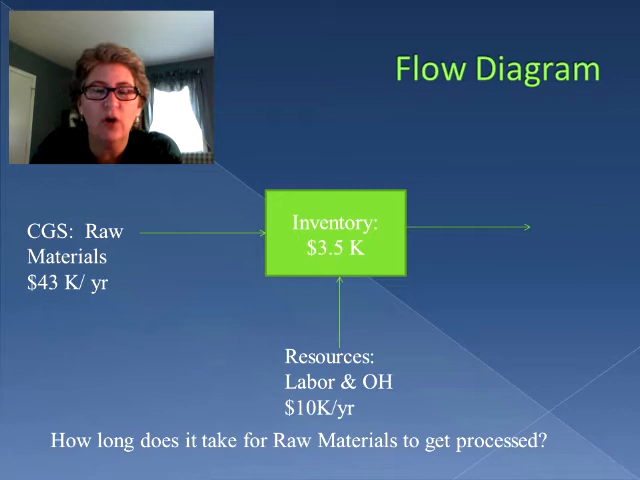 Flow Diagram
CGS:  Raw
Materials
$43 K/ yr
Inventory:
$3.5 K
Resources:
Labor & OH
$10K/yr
How long does it take for Raw Materials to get processed?